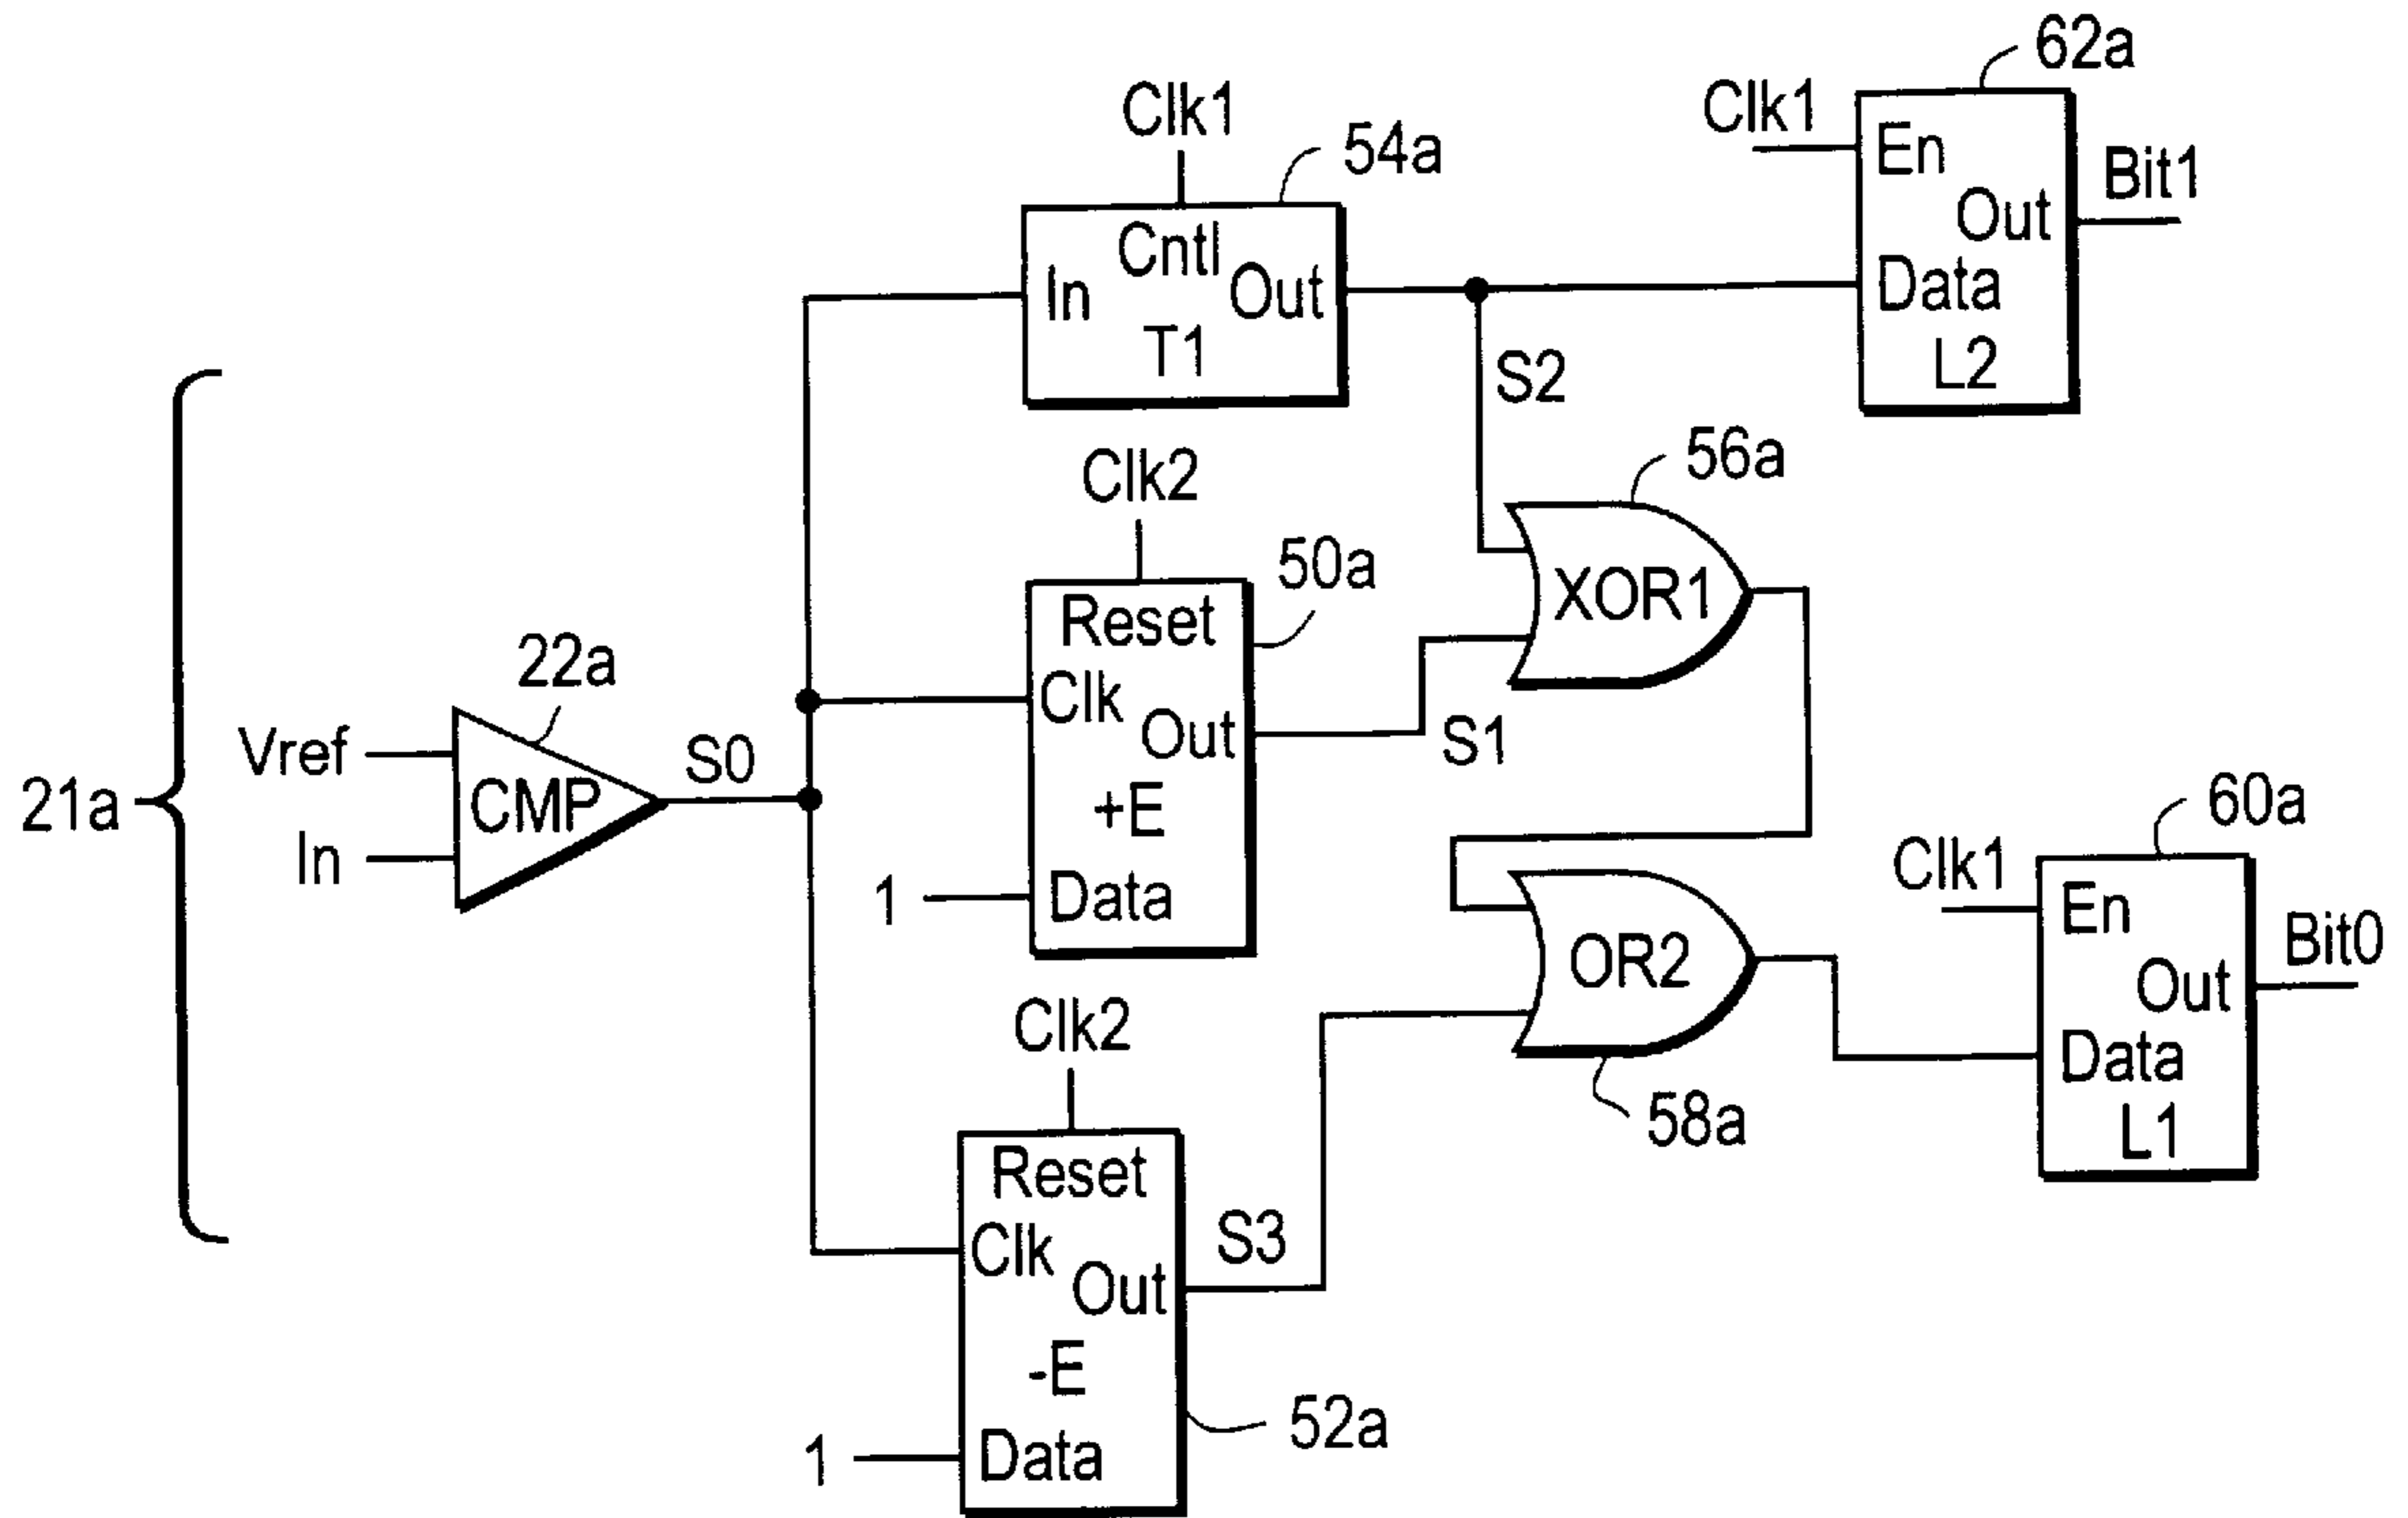 62a
Clk1
En
Out
Bit1
Data
L2
Clk1
54a
Cntl
In
Out
T1
S2
Clk2
50a
Reset
Clk
Out
+E
1
Data
56a
XOR1
S1
21a
22a
Vref
CMP
In
S0
OR2
58a
60a
Clk1
En
Out
Bit0
Data
L1
Clk2
Reset
Clk
Out
S3
-E
52a
1
Data